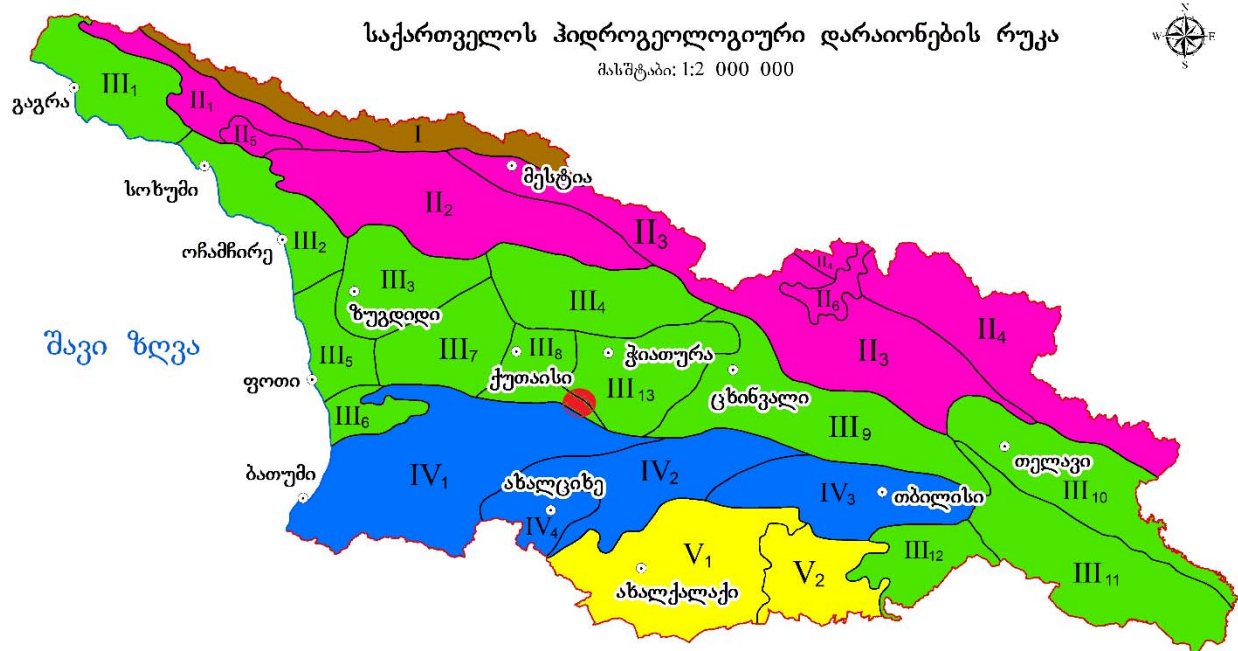 საქართველოს ჰიდროგეოლოგიური დარაიონების რუკა
მასშტაბი: 1:2 000 000
N
W E
S
III₁
გაგრა
II₁
I
II₅
სოხუმი
მესტია
II₂
II₃
III₂
ოჩამჩირე
II₄
II₆
III₃
ზუგდიდი
III₄
II₄
II₃
შავი ზღვა
III₅
III₇
III₈
ჭიათურა
ქუთაისი
ფოთი
III₁₃
ცხინვალი
III₆
III₉
თელავი
ბათუმი
IV₁
ახალციხე
IV₂
IV₃
თბილისი
III₁₀
IV₄
V₁
V₂
III₁₂
III₁₁
ახალქალაქი